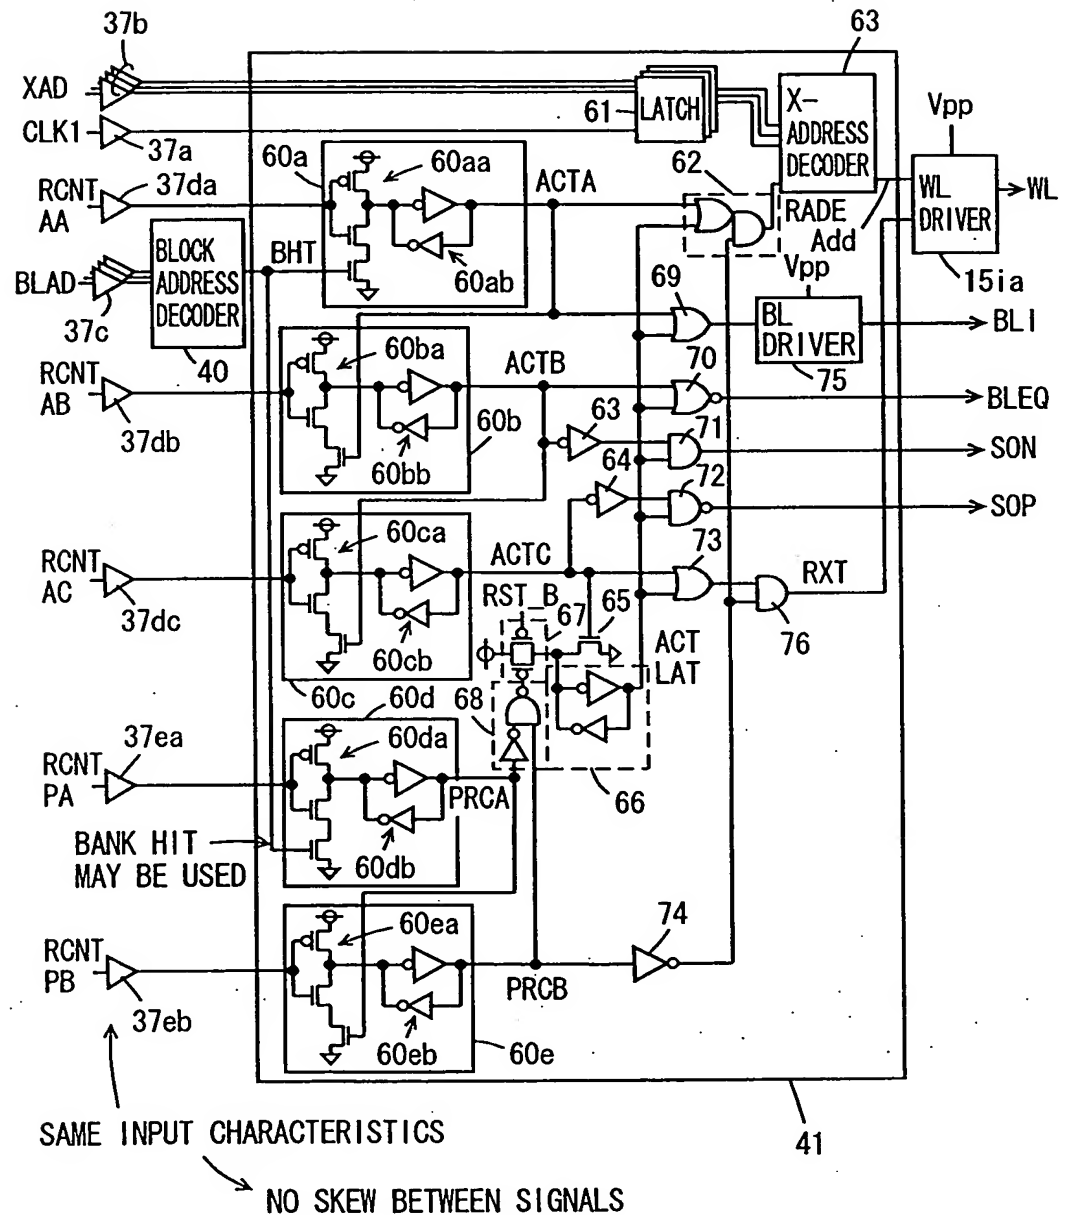 37b
63
XAD
61
LATCH
X-
ADDRESS
DECODER
Vpp
CLK1
37a
60a
60aa
62
RCNT
AA
37da
ACTA
RADE
Add
WL
DRIVER
WL
15ia
BLAD
37c
BLOCK
ADDRESS
DECODER
40
BHT
60ab
69
Vpp
BL
DRIVER
75
BLI
RCNT
AB
37db
60ba
60bb
60b
ACTB
70
BLEQ
63
71
SON
64
72
SOP
RCNT
AC
37dc
60ca
60cb
60c
ACTC
73
RXT
76
RST_B
67
65
ACT
LAT
68
66
60d
37ea
RCNT
PA
60da
60db
PRCA
BANK HIT
MAY BE USED
RCNT
PB
37eb
60ea
60eb
60e
PRCB
74
41
SAME INPUT CHARACTERISTICS
NO SKEW BETWEEN SIGNALS